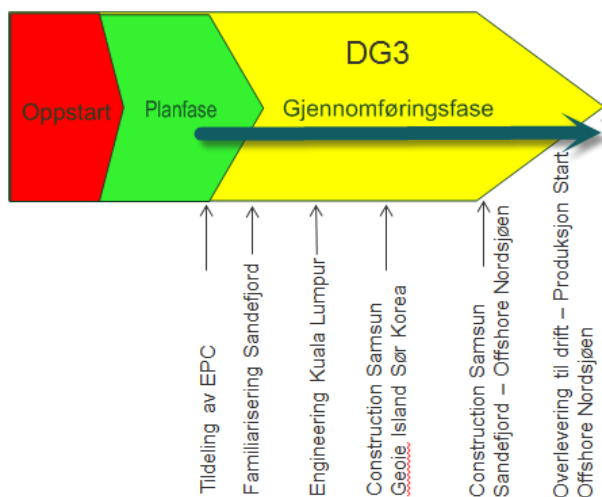 DG3
Oppstart
Planfase
Gjennomføringsfase
Tildeling av EPC
Familiarisering Sandefjord
Engineering Kuala Lumpur
Construction Samsun
Geoie Island Sør Korea
Construction Samsun
Sandefjord – Offshore Nordsjøen
Overlevering til drift – Produksjon Start
Offshore Nordsjøen